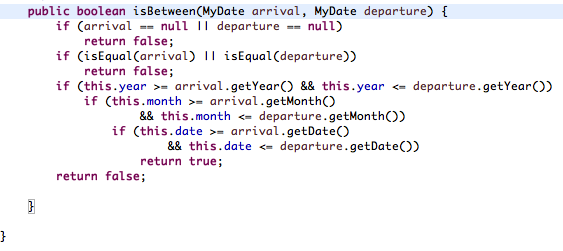 public boolean isBetween(MyDate arrival, MyDate departure) {
if (arrival == null || departure == null)
return false;
if (isEqual(arrival) || isEqual(departure))
return false;
if (this.year >= arrival.getYear() && this.year <= departure.getYear())
if (this.month >= arrival.getMonth()
&& this.month <= departure.getMonth())
if (this.date >= arrival.getDate()
&& this.date <= departure.getDate())
return true;
return false;
}
}